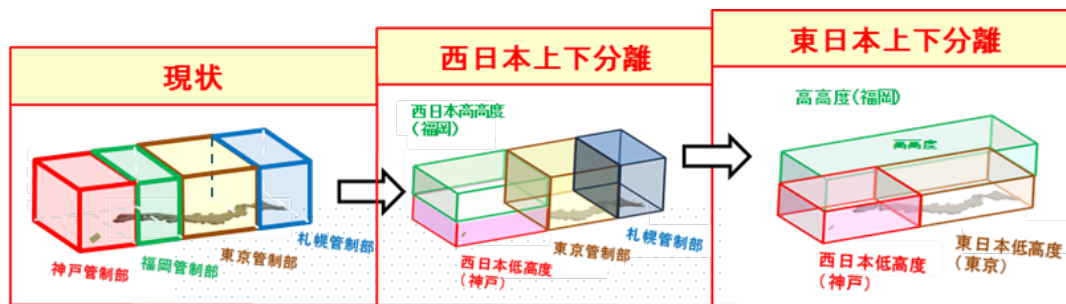 現状
神戸管制部
福岡管制部
東京管制部
札幌管制部
西日本上下分離
西日本高高度
(福岡)
西日本低高度
(神戸)
東京管制部
札幌管制部
東日本上下分離
高高度(福岡)
高高度
西日本低高度
(神戸)
東日本低高度
(東京)